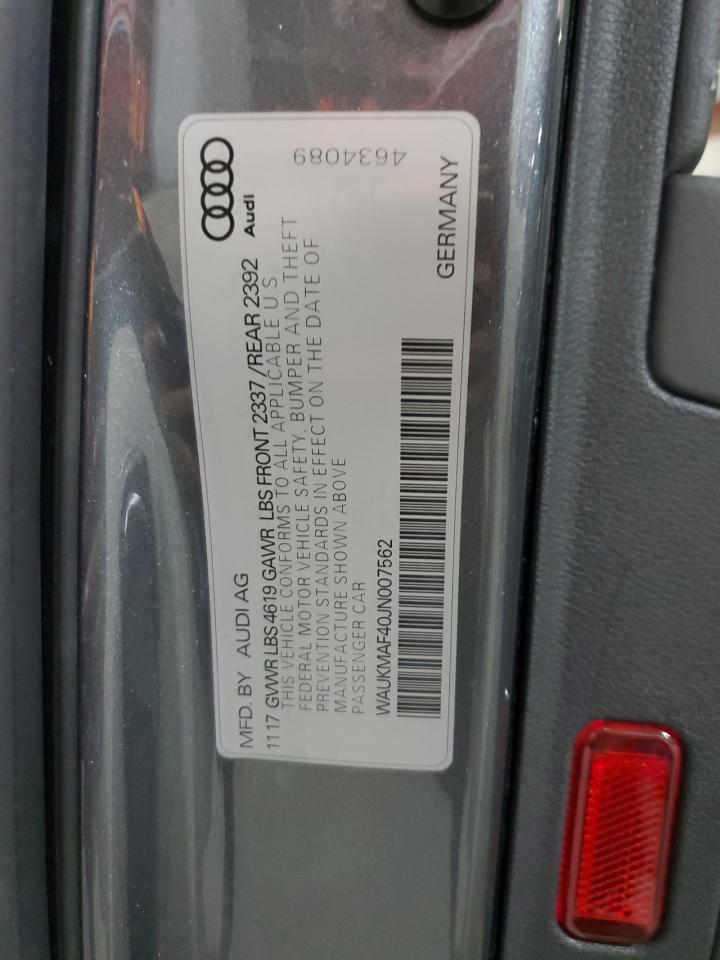 MFD. BY AUDI AG
Audi
1117 GVWR LBS4619 GAWR LBS FRONT 2337/REAR 2392
THIS VEHICLE CONFORMS TO ALL APPLICABLE U S.
FEDERAL MOTOR VEHICLE SAFETY, BUMPER AND THEFT
PREVENTION STANDARDS IN EFFECT ON THE DATE OF
MANUFACTURE SHOWN ABOVE
PASSENGER CAR
WAUKMAF40JN007562
GERMANY
4634089